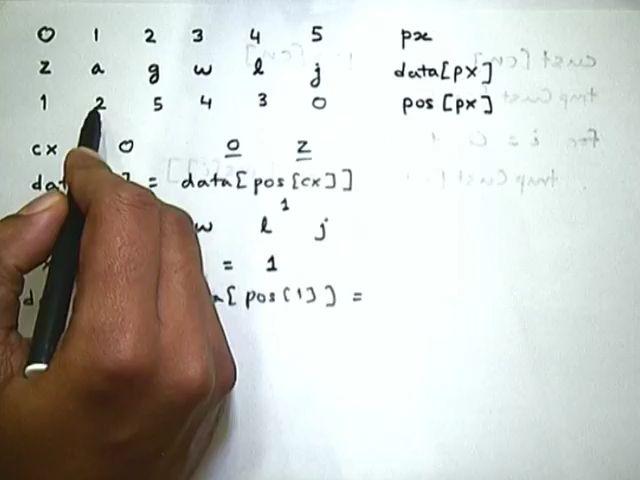 0 1 2 3 4 5 px
z a g w l j data[px]
1 2 5 4 3 0 pos[px]
cx 0 0 z
= data[pos[cx]]
1
w l j
= 1
[pos[1]] =